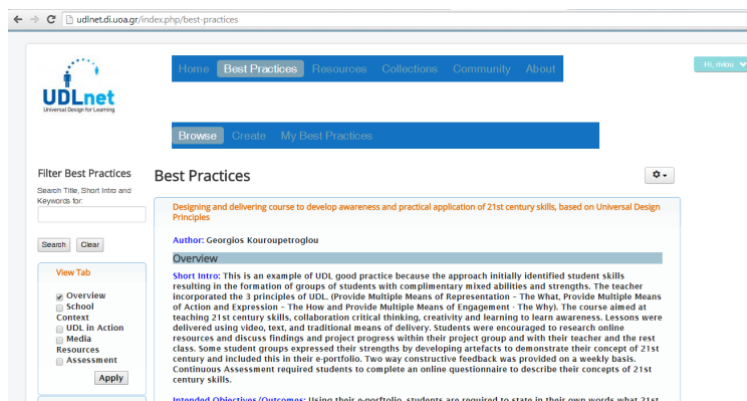 udlnet.di.uoa.gr/index.php/best-practices
Home Best Practices Resources Collections Community About
UDLnet
Universal Design for Learning
Browse Create My Best Practices
Filter Best Practices
Search Title, Short Intro and
Keywords for:
Search Clear
View Tab
Overview
School
Context
UDL in Action
Media
Resources
Assessment
Apply
Best Practices
Designing and delivering course to develop awareness and practical application of 21st century skills, based on Universal Design
Principles
Author: Georgios Kouroupetroglou
Overview
Short Intro: This is an example of UDL good practice because the approach initially identified student skills
resulting in the formation of groups of students with complimentary mixed abilities and strengths. The teacher
incorporated the 3 principles of UDL. (Provide Multiple Means of Representation - The What, Provide Multiple Means
of Action and Expression - The How and Provide Multiple Means of Engagement - The Why). The course aimed at
teaching 21st century skills, collaboration critical thinking, creativity and learning to learn awareness. Lessons were
delivered using video, text, and traditional means of delivery. Students were encouraged to research online
resources and discuss findings and project progress within their project group and with their teacher and the rest
class. Some student groups expressed their strengths by developing artefacts to demonstrate their concept of 21st
century and included this in their e-portfolio. Two way constructive feedback was provided on a weekly basis.
Continuous Assessment required students to complete an online questionnaire to describe their concepts of 21st
century skills.
Intended Objectives/Outcomes: Using their e-porftolio, students are required to state in their own words what 21st